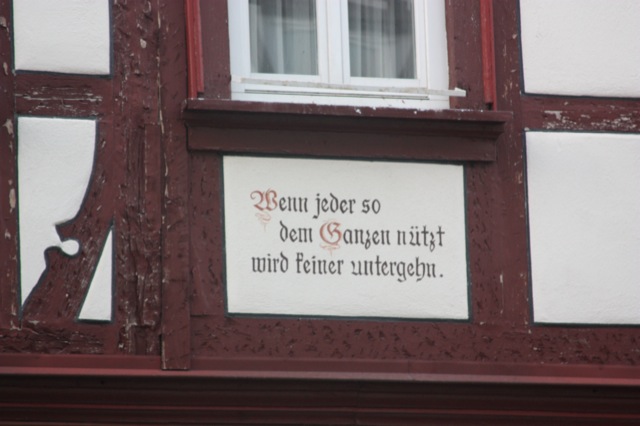 Wenn jeder so
dem Ganzen nützt
wird keiner untergehn.